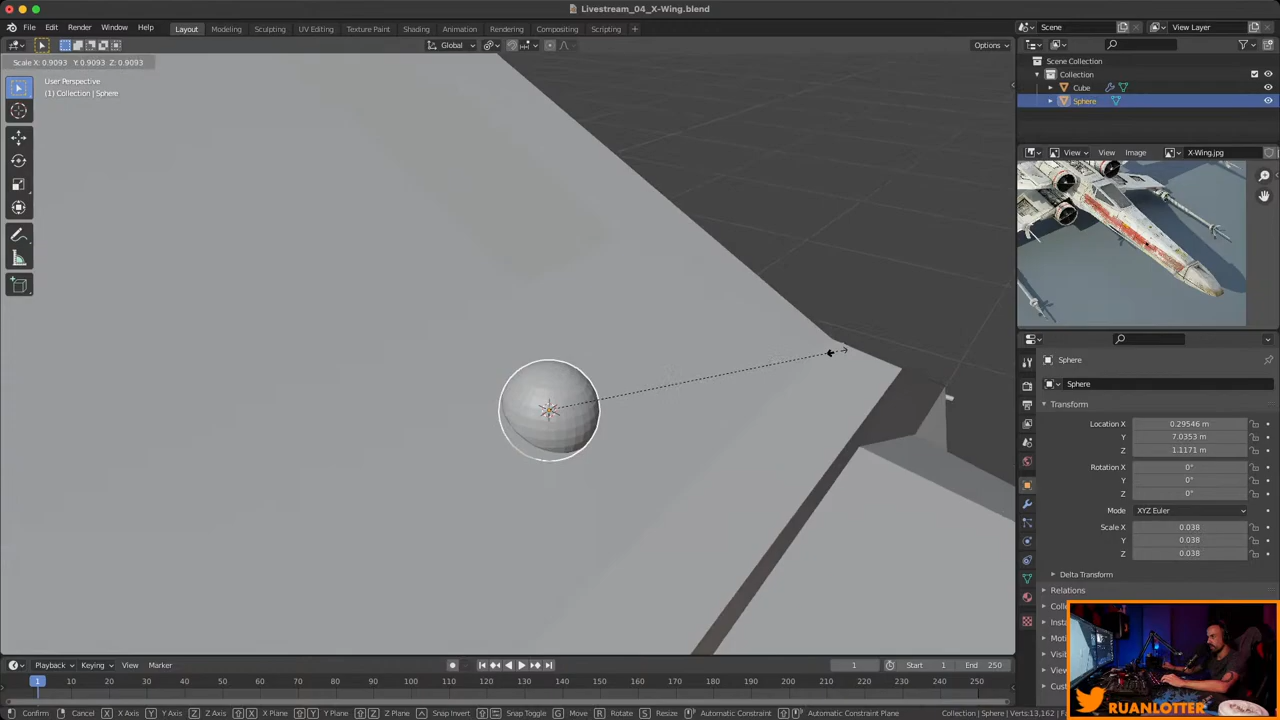 Livestream_04_X-Wing.blend
File Edit Render Window Help
Layout Modeling Sculpting UV Editing Texture Paint Shading Animation Rendering Compositing Scripting +
Scene View Layer
Global Options
Scale X: 0.9093 Y: 0.9093 Z: 0.9093
User Perspective
(1) Collection | Sphere
Scene Collection
Collection
Cube
Sphere
View View Image X-Wing.jpg
Sphere
Sphere
Transform
Location X 0.29546 m
Y 7.0353 m
Z 1.1171 m
Rotation X 0°
Y 0°
Z 0°
Mode XYZ Euler
Scale X 0.038
Y 0.038
Z 0.038
Delta Transform
Relations
RUANLOTTER
Playback Keying View Marker
1 Start 1 End 250
1 10 20 30 40 50 60 70 80 90 100 110 120 130 140 150 160 170 180 190 200 210 220 230 240 250
Confirm Cancel X X Axis Y Y Axis Z Z Axis X X Plane Y Y Plane Z Z Plane Snap Invert Snap Toggle G Move R Rotate S Resize Automatic Constraint Automatic Constraint Plane Collection | Sphere | Verts:13,162